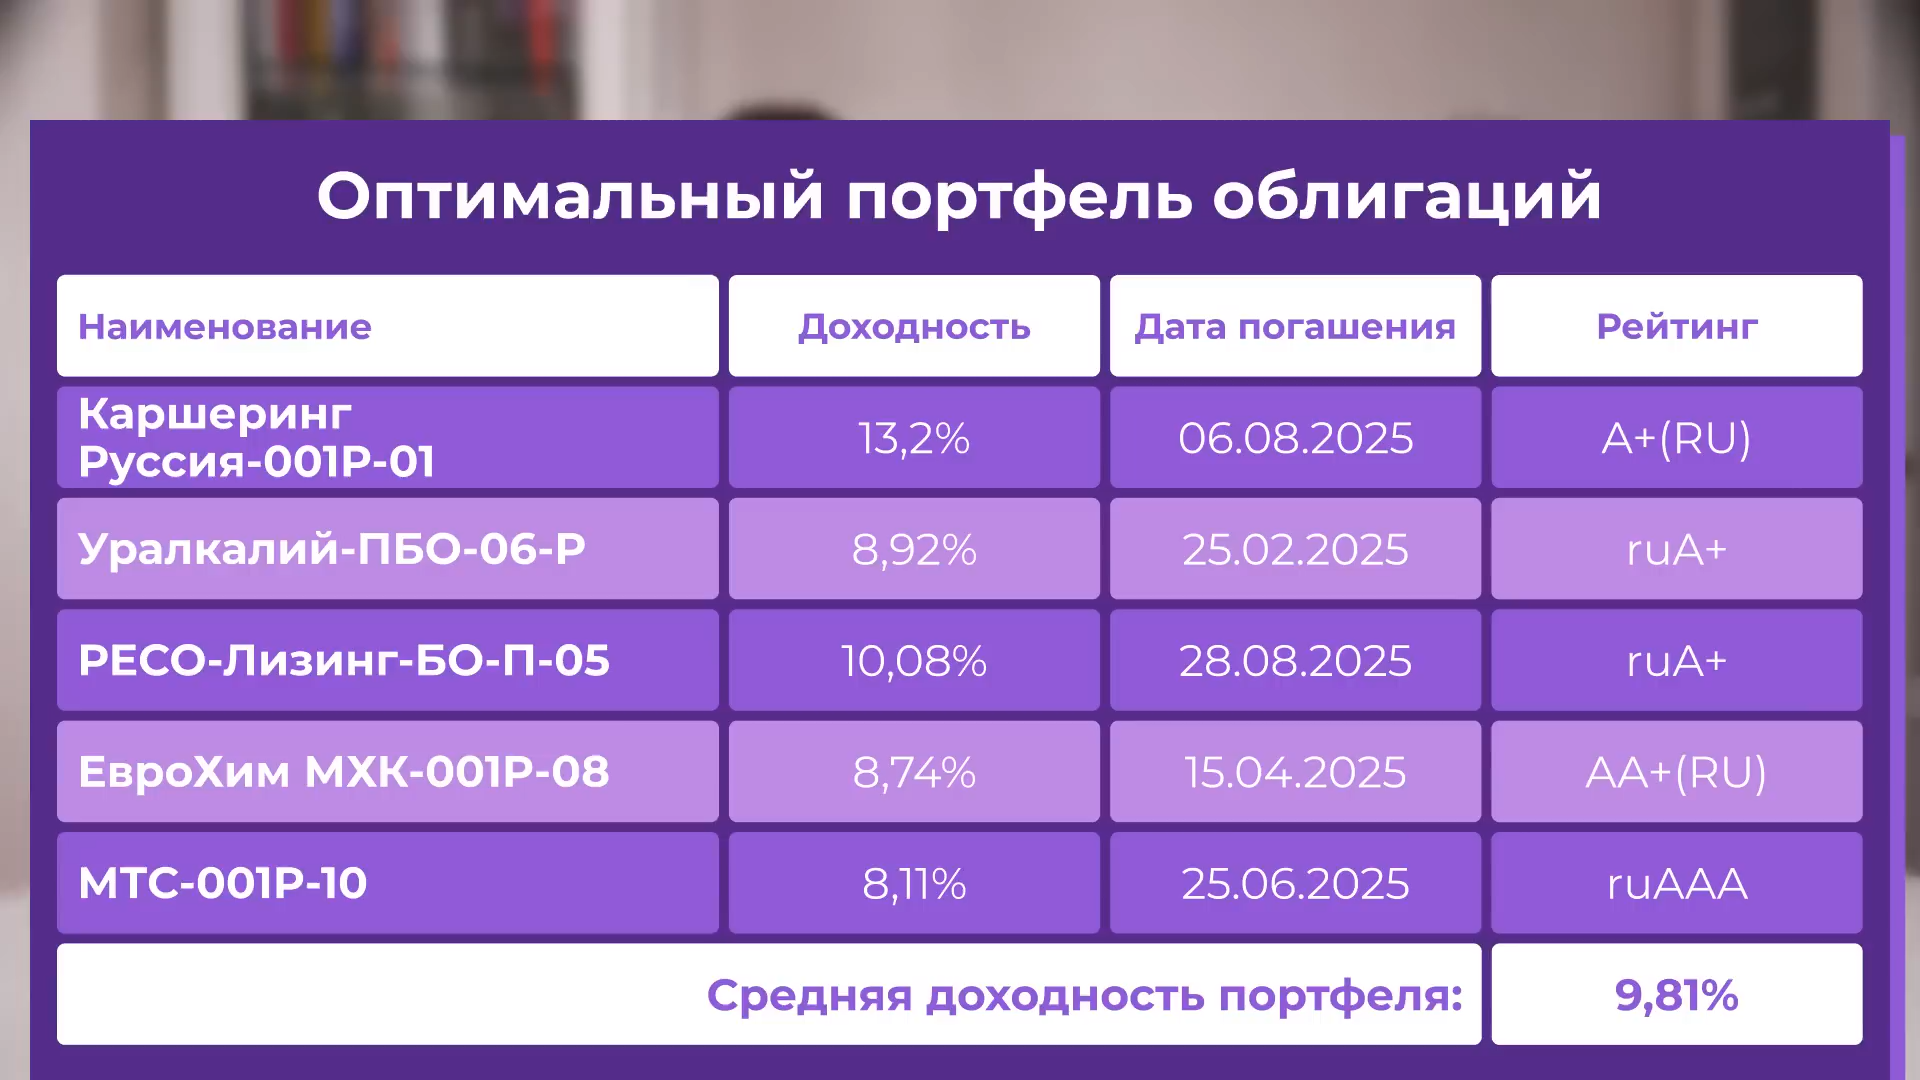 Оптимальный портфель облигаций
Наименование Доходность Дата погашения Рейтинг
Каршеринг
Руссия-001P-01 13,2% 06.08.2025 A+(RU)
Уралкалий-ПБО-06-Р 8,92% 25.02.2025 ruA+
РЕСО-Лизинг-БО-П-05 10,08% 28.08.2025 ruA+
ЕвроХим МХК-001Р-08 8,74% 15.04.2025 AA+(RU)
МТС-001P-10 8,11% 25.06.2025 ruAAA
Средняя доходность портфеля: 9,81%